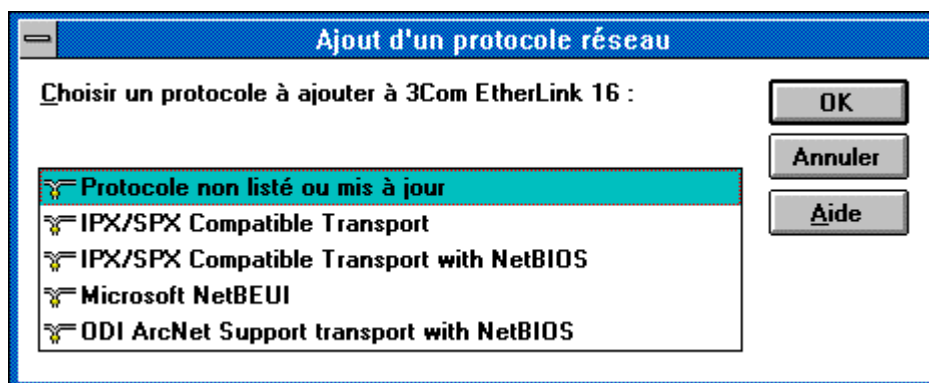 Ajout d'un protocole réseau
Choisir un protocole à ajouter à 3Com EtherLink 16 :
OK
Annuler
Aide
Protocole non listé ou mis à jour
IPX/SPX Compatible Transport
IPX/SPX Compatible Transport with NetBIOS
Microsoft NetBEUI
ODI ArcNet Support transport with NetBIOS